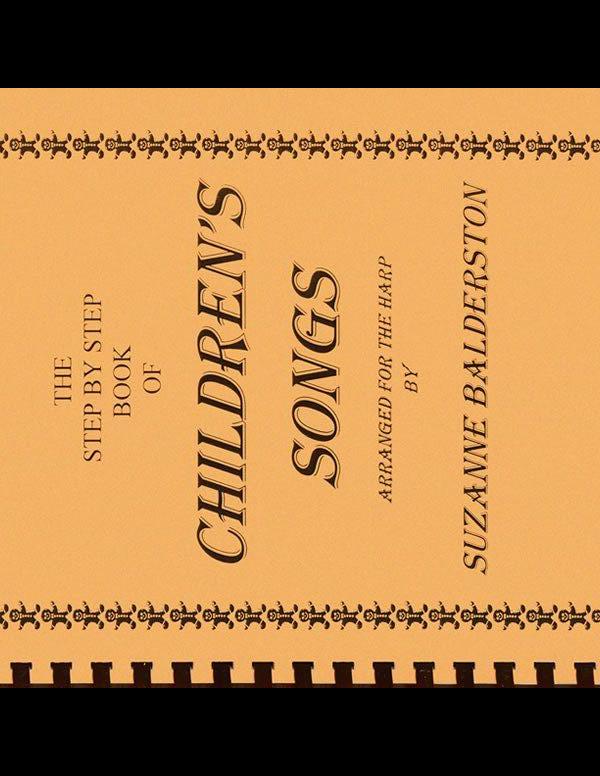 THE
STEP BY STEP
BOOK
OF
CHILDREN'S
SONGS
ARRANGED FOR THE HARP
BY
SUZANNE BALDERSTON